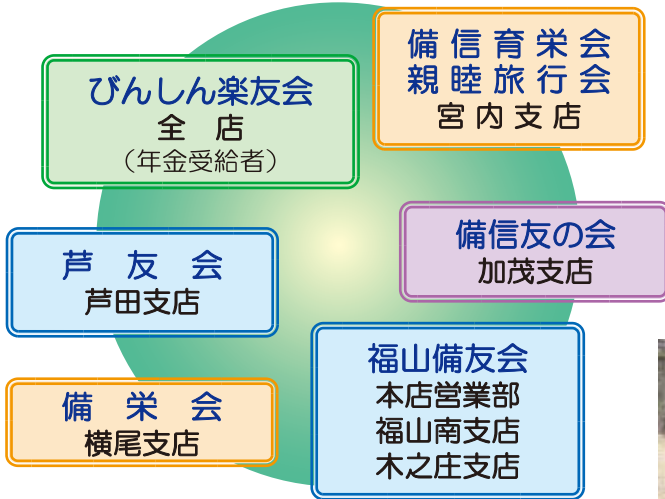 びんしん楽友会
全　店
（年金受給者）
備信育栄会
親睦旅行会
宮内支店
芦　友　会
芦田支店
備信友の会
加茂支店
備　栄　会
横尾支店
福山備友会
本店営業部
福山南支店
木之庄支店